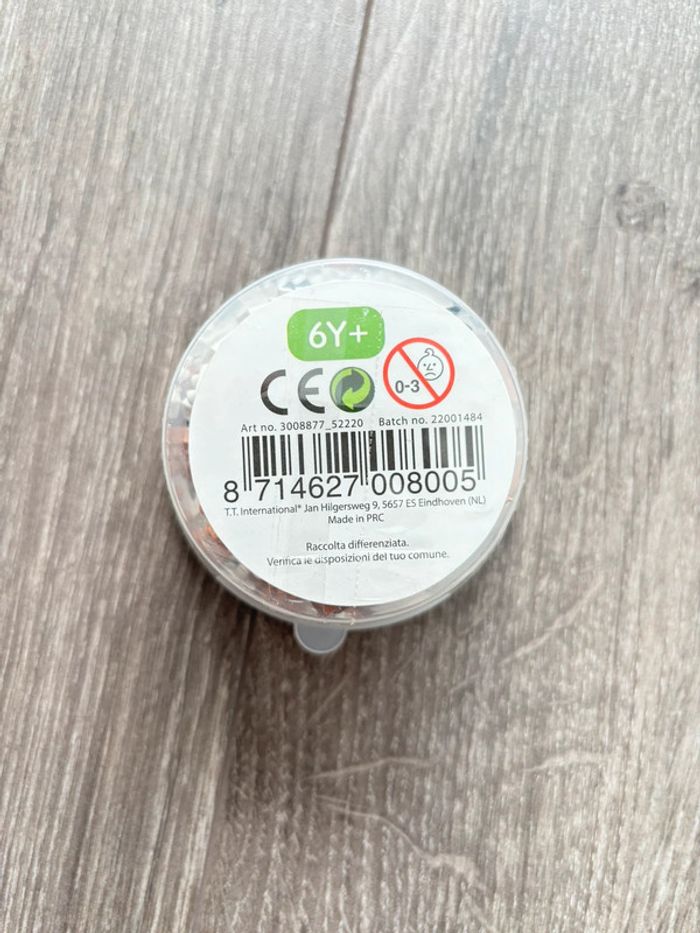 6Y+
CE
0-3
Art no. 3008877_52220 Batch no. 22001484
8 714627 008005
T.T. International* Jan Hilgersweg 9, 5657 ES Eindhoven (NL)
Made in PRC
Raccolta differenziata.
Verifica le disposizioni del tuo comune.